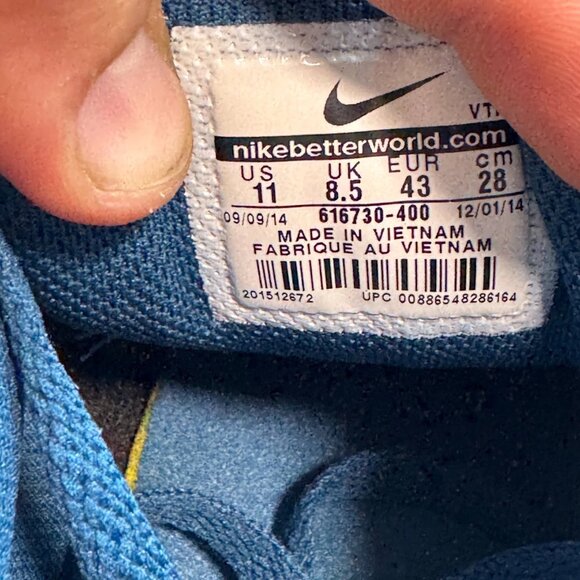 nikebetterworld.com
US UK EUR cm
11 8.5 43 28
09/09/14 616730-400 12/01/14
MADE IN VIETNAM
FABRIQUE AU VIETNAM
201512672 UPC 00886548286164